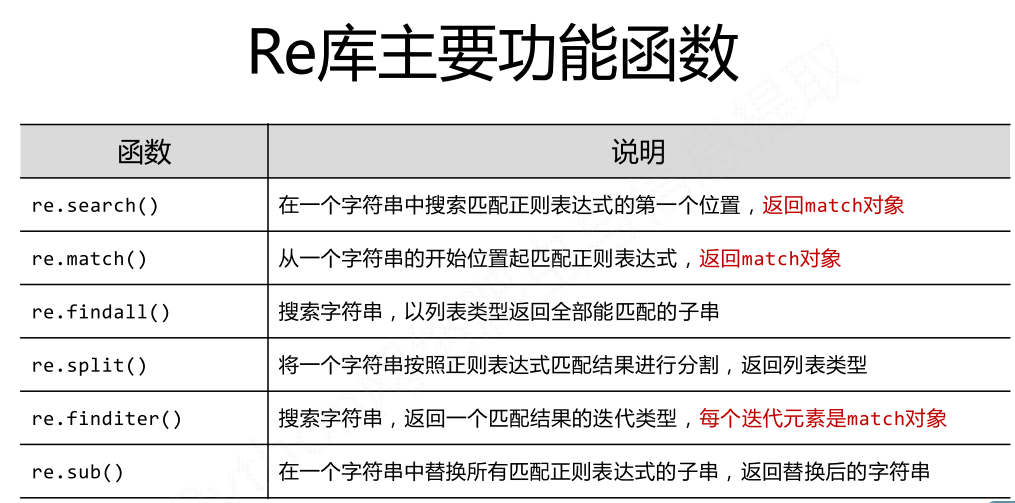 Re库主要功能函数
函数 说明
re.search() 在一个字符串中搜索匹配正则表达式的第一个位置，返回match对象
re.match() 从一个字符串的开始位置起匹配正则表达式，返回match对象
re.findall() 搜索字符串，以列表类型返回全部能匹配的子串
re.split() 将一个字符串按照正则表达式匹配结果进行分割，返回列表类型
re.finditer() 搜索字符串，返回一个匹配结果的迭代类型，每个迭代元素是match对象
re.sub() 在一个字符串中替换所有匹配正则表达式的子串，返回替换后的字符串